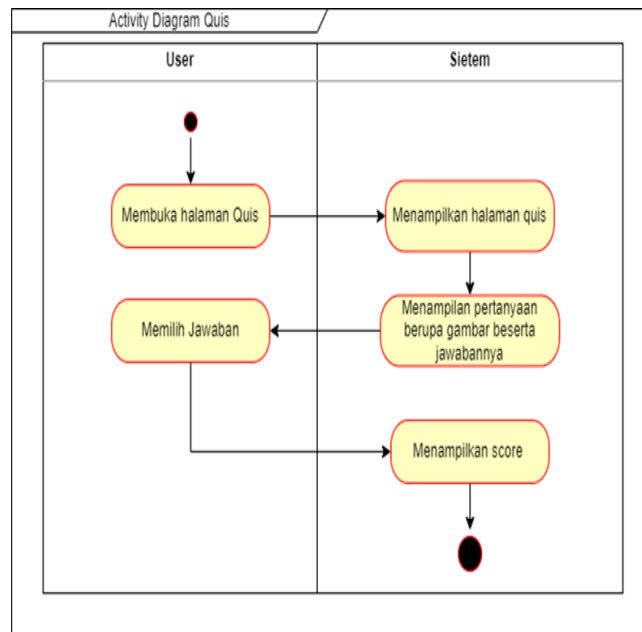 Activity Diagram Quis
User
Sietem
Membuka halaman Quis
Menampilkan halaman quis
Menampilan pertanyaan
berupa gambar beserta
jawabannya
Memilih Jawaban
Menampilkan score